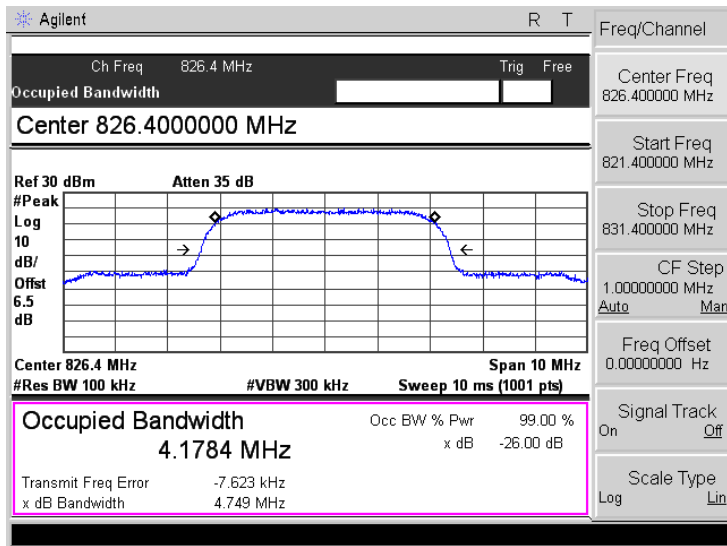 Agilent R T
Freq/Channel
Ch Freq 826.4 MHz Trig Free
Occupied Bandwidth
Center 826.4000000 MHz
Ref 30 dBm Atten 35 dB
#Peak
Log
10
dB/
Offst
6.5
dB
Center 826.4 MHz Span 10 MHz
#Res BW 100 kHz #VBW 300 kHz Sweep 10 ms (1001 pts)
Occupied Bandwidth
4.1784 MHz
Occ BW % Pwr 99.00 %
x dB -26.00 dB
Transmit Freq Error -7.623 kHz
x dB Bandwidth 4.749 MHz
Center Freq
826.400000 MHz
Start Freq
821.400000 MHz
Stop Freq
831.400000 MHz
CF Step
1.00000000 MHz
Auto Man
Freq Offset
0.00000000 Hz
Signal Track
On Off
Scale Type
Log Lin